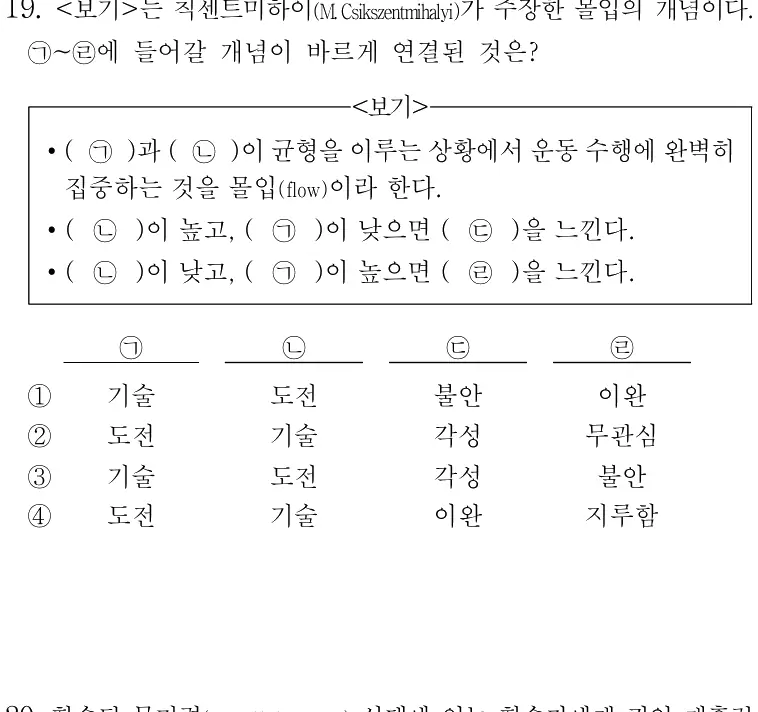 19. <보기>는 칙센트미하이(M. Csikszentmihalyi)가 주장한 몰입의 개념이다.
㉠~㉣에 들어갈 개념이 바르게 연결된 것은?
<보기>
• ( ㉠ )과 ( ㉡ )이 균형을 이루는 상황에서 운동 수행에 완벽히
집중하는 것을 몰입(flow)이라 한다.
• ( ㉡ )이 높고, ( ㉠ )이 낮으면 ( ㉢ )을 느낀다.
• ( ㉡ )이 낮고, ( ㉠ )이 높으면 ( ㉣ )을 느낀다.
㉠ ㉡ ㉢ ㉣
① 기술 도전 불안 이완
② 도전 기술 각성 무관심
③ 기술 도전 각성 불안
④ 도전 기술 이완 지루함